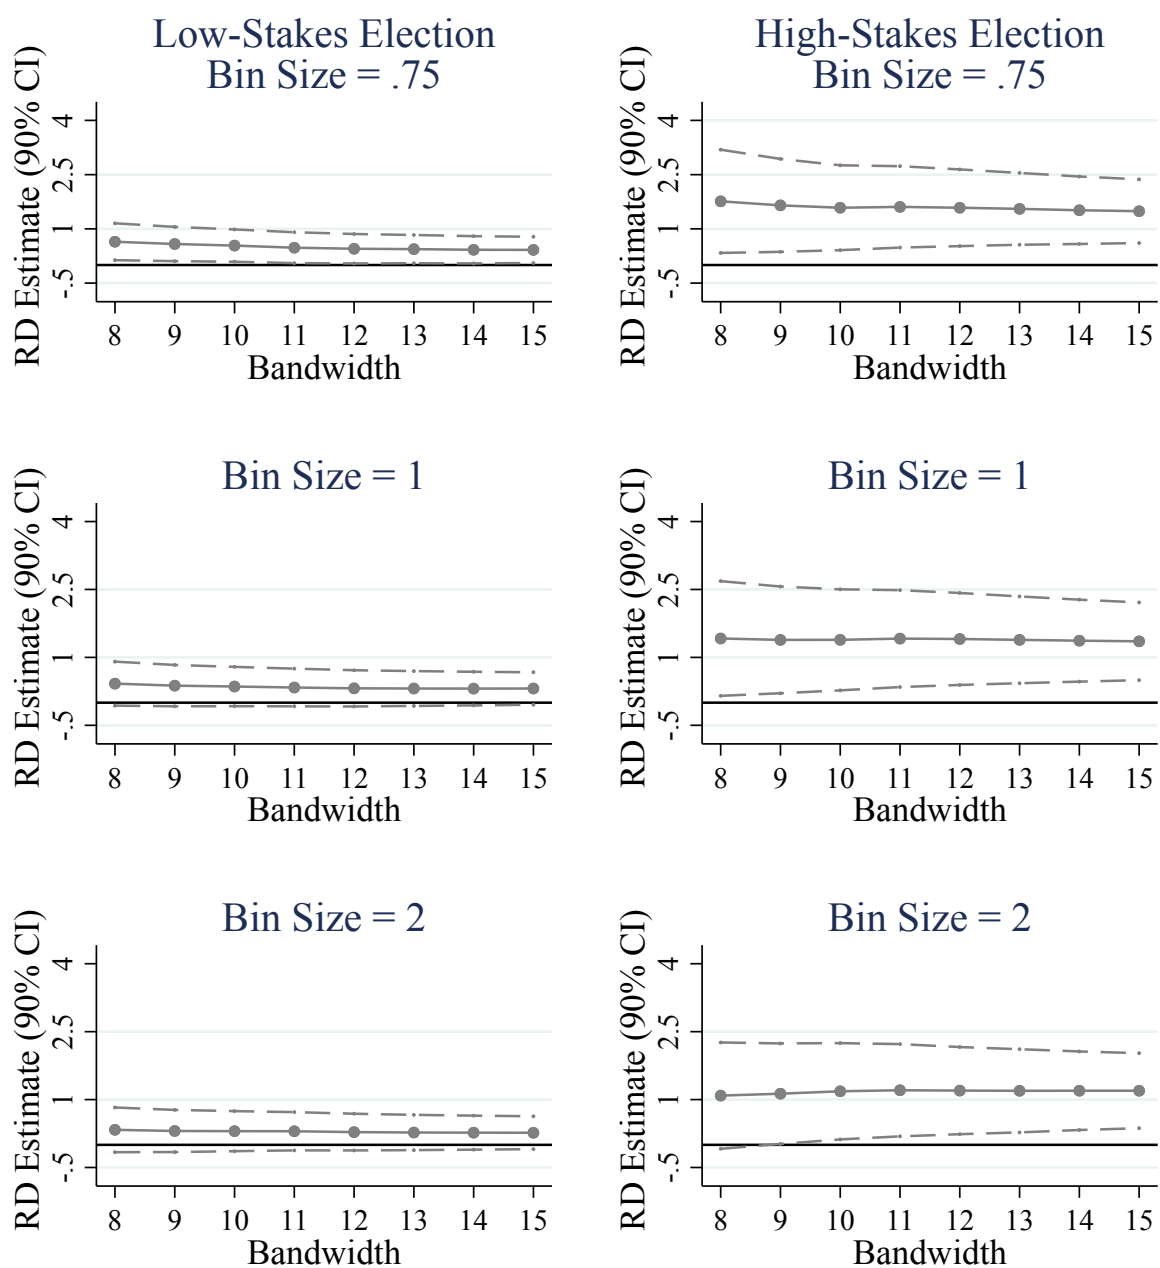 Low-Stakes Election
Bin Size = .75
RD Estimate (90% CI)
4
2.5
1
-.5
8 9 10 11 12 13 14 15
Bandwidth
High-Stakes Election
Bin Size = .75
RD Estimate (90% CI)
4
2.5
1
-.5
8 9 10 11 12 13 14 15
Bandwidth
Bin Size = 1
RD Estimate (90% CI)
4
2.5
1
-.5
8 9 10 11 12 13 14 15
Bandwidth
Bin Size = 1
RD Estimate (90% CI)
4
2.5
1
-.5
8 9 10 11 12 13 14 15
Bandwidth
Bin Size = 2
RD Estimate (90% CI)
4
2.5
1
-.5
8 9 10 11 12 13 14 15
Bandwidth
Bin Size = 2
RD Estimate (90% CI)
4
2.5
1
-.5
8 9 10 11 12 13 14 15
Bandwidth